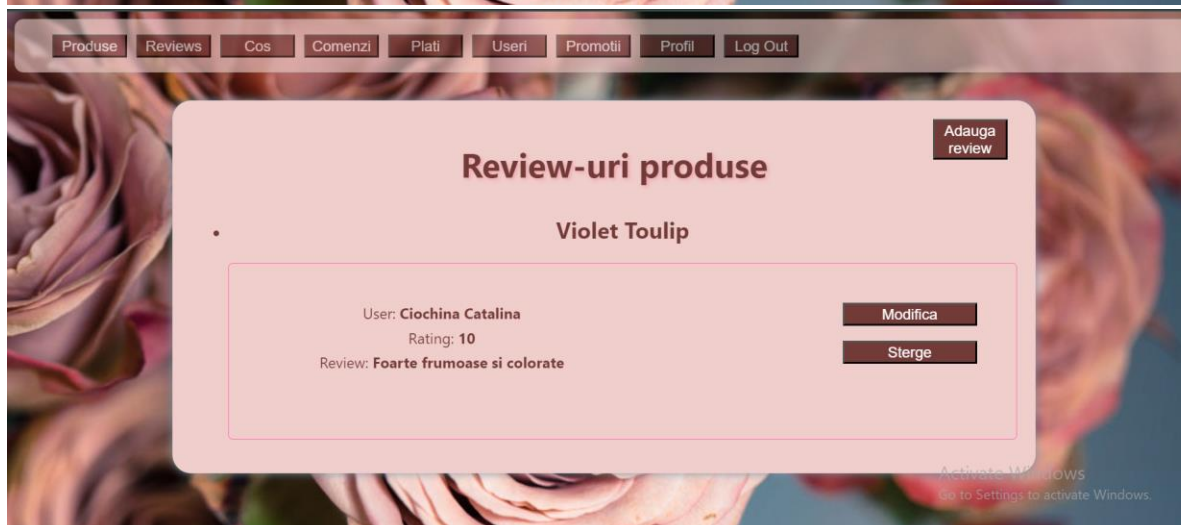 Produse Reviews Cos Comenzi Plati Useri Promotii Profil Log Out
Adauga
review
Review-uri produse
Violet Toulip
User: Ciochina Catalina
Rating: 10
Review: Foarte frumoase si colorate
Modifica
Sterge
Activate Windows
Go to Settings to activate Windows.